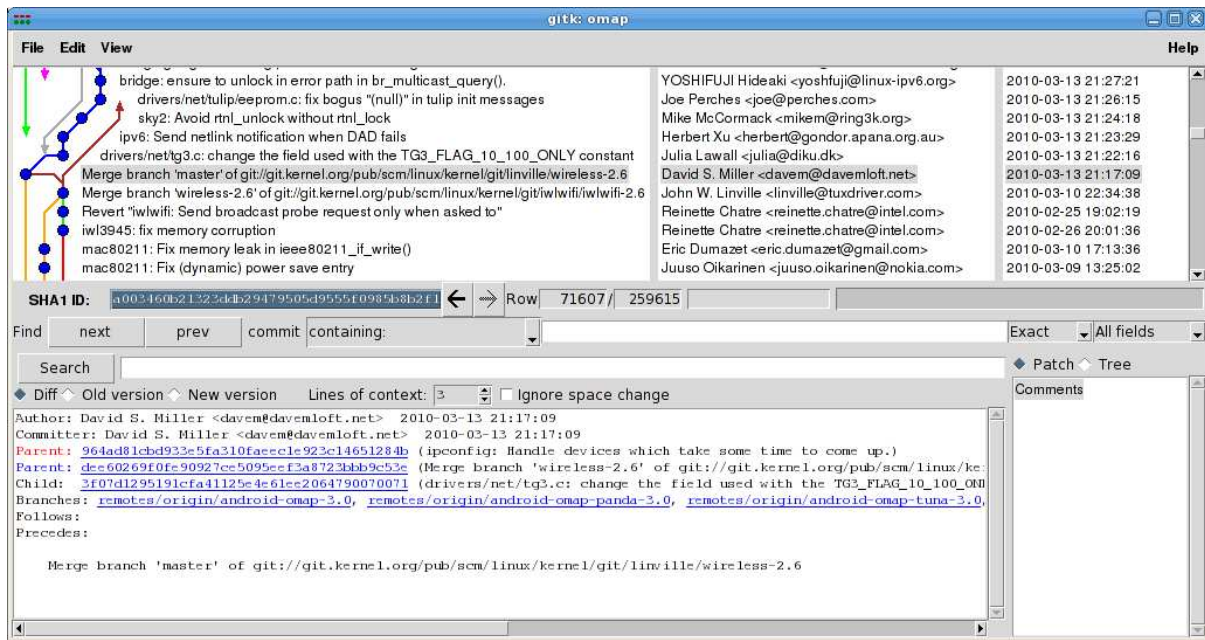 gitk: omap
File Edit View Help
bridge: ensure to unlock in error path in br_multicast_query(). YOSHIFUJI Hideaki <yoshfuji@linux-ipv6.org> 2010-03-13 21:27:21
drivers/net/tulip/eeprom.c: fix bogus "(null)" in tulip init messages Joe Perches <joe@perches.com> 2010-03-13 21:26:15
sky2: Avoid rtnl_unlock without rtnl_lock Mike McCormack <mikem@ring3k.org> 2010-03-13 21:24:18
ipv6: Send netlink notification when DAD fails Herbert Xu <herbert@gondor.apana.org.au> 2010-03-13 21:23:29
drivers/net/tg3.c: change the field used with the TG3_FLAG_10_100_ONLY constant Julia Lawall <julia@diku.dk> 2010-03-13 21:22:16
Merge branch 'master' of git://git.kernel.org/pub/scm/linux/kernel/git/linville/wireless-2.6 David S. Miller <davem@davemloft.net> 2010-03-13 21:17:09
Merge branch 'wireless-2.6' of git://git.kernel.org/pub/scm/linux/kernel/git/iwlwifi/iwlwifi-2.6 John W. Linville <linville@tuxdriver.com> 2010-03-10 22:34:38
Revert "iwlwifi: Send broadcast probe request only when asked to" Reinette Chatre <reinette.chatre@intel.com> 2010-02-25 19:02:19
iwl3945: fix memory corruption Reinette Chatre <reinette.chatre@intel.com> 2010-02-26 20:01:36
mac80211: Fix memory leak in ieee80211_if_write() Eric Dumazet <eric.dumazet@gmail.com> 2010-03-10 17:13:36
mac80211: Fix (dynamic) power save entry Juuso Oikarinen <juuso.oikarinen@nokia.com> 2010-03-09 13:25:02
SHA1 ID: a003460b21323ddb29479505d9555f0985b8b2f1 Row 71607 / 259615
Find next prev commit containing: Exact All fields
Search Patch Tree
Diff Old version New version Lines of context: 3 Ignore space change Comments
Author: David S. Miller <davem@davemloft.net> 2010-03-13 21:17:09
Committer: David S. Miller <davem@davemloft.net> 2010-03-13 21:17:09
Parent: 964ad81cbd933e5fa310faeec1e923c14651284b (ipconfig: Handle devices which take some time to come up.)
Parent: dee60269f0fe90927ce5095eef3a8723bbb9c53e (Merge branch 'wireless-2.6' of git://git.kernel.org/pub/scm/linux/ke
Child: 3f07d1295191cfa41125e4e61ee2064790070071 (drivers/net/tg3.c: change the field used with the TG3_FLAG_10_100_ONI
Branches: remotes/origin/android-omap-3.0, remotes/origin/android-omap-panda-3.0, remotes/origin/android-omap-tuna-3.0,
Follows:
Precedes:
Merge branch 'master' of git://git.kernel.org/pub/scm/linux/kernel/git/linville/wireless-2.6